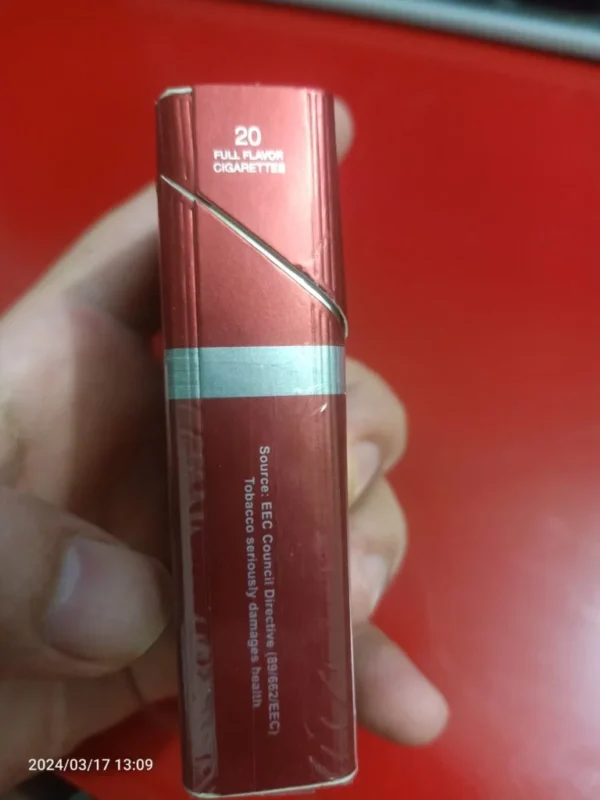 20
FULL FLAVOR
CIGARETTES
Source: EEC Council Directive (89/662/EEC)
Tobacco seriously damages health
2024/03/17 13:09